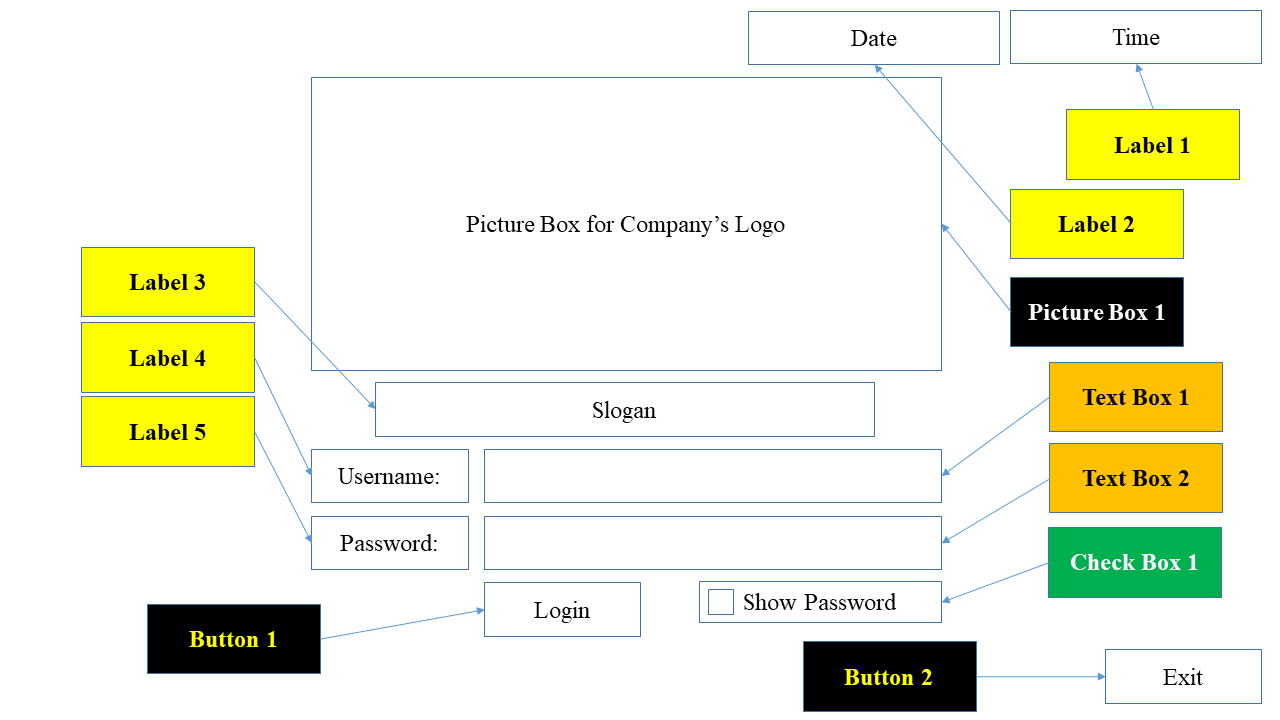 Date
Time
Label 1
Picture Box for Company’s Logo
Label 2
Label 3
Picture Box 1
Label 4
Text Box 1
Slogan
Label 5
Username:
Text Box 2
Password:
Check Box 1
Login
Show Password
Button 1
Button 2
Exit